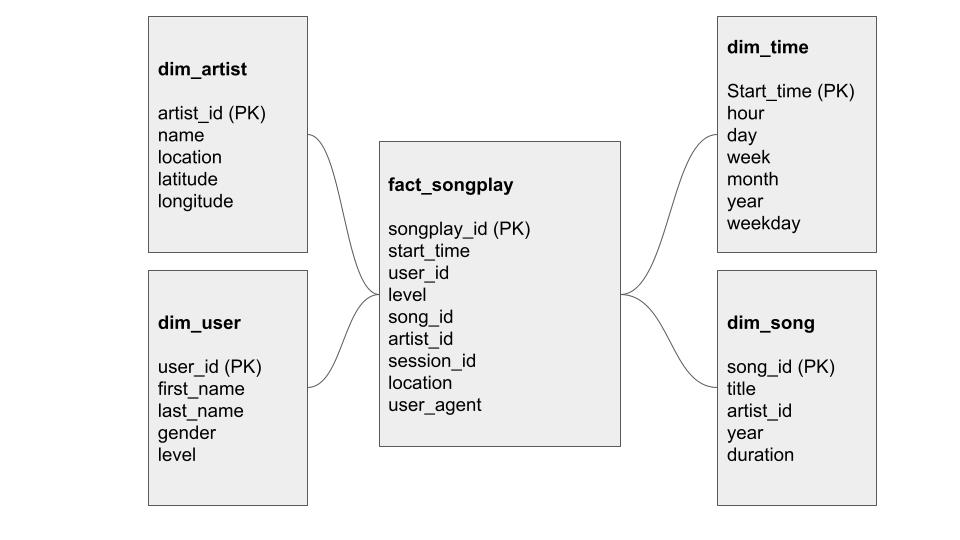 dim_artist
artist_id (PK)
name
location
latitude
longitude
dim_user
user_id (PK)
first_name
last_name
gender
level
fact_songplay
songplay_id (PK)
start_time
user_id
level
song_id
artist_id
session_id
location
user_agent
dim_time
Start_time (PK)
hour
day
week
month
year
weekday
dim_song
song_id (PK)
title
artist_id
year
duration